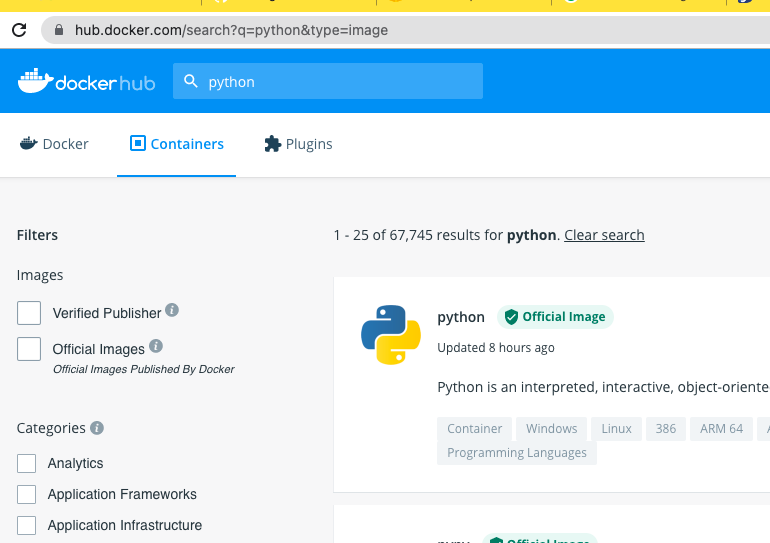 hub.docker.com/search?q=python&type=image
docker hub
python
Docker
Containers
Plugins
Filters
1 - 25 of 67,745 results for python. Clear search
Images
Verified Publisher
Official Images
Official Images Published By Docker
python
Official Image
Updated 8 hours ago
Python is an interpreted, interactive, object-oriente
Container
Windows
Linux
386
ARM 64
Programming Languages
Categories
Analytics
Application Frameworks
Application Infrastructure
Official Image